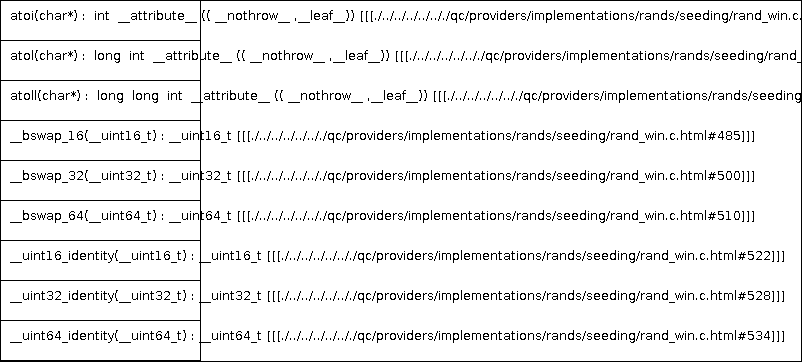 atoi(char*) : int __attribute__ (( __nothrow__ ,__leaf__)) [[[./../../../../../../qc/providers/implementations/rands/seeding/rand_win.c.
atol(char*) : long int __attribute__ (( __nothrow__ ,__leaf__)) [[[./../../../../../../qc/providers/implementations/rands/seeding/rand_
atoll(char*) : long long int __attribute__ (( __nothrow__ ,__leaf__)) [[[./../../../../../../qc/providers/implementations/rands/seeding
__bswap_16(__uint16_t) : __uint16_t [[[./../../../../../../qc/providers/implementations/rands/seeding/rand_win.c.html#485]]]
__bswap_32(__uint32_t) : __uint32_t [[[./../../../../../../qc/providers/implementations/rands/seeding/rand_win.c.html#500]]]
__bswap_64(__uint64_t) : __uint64_t [[[./../../../../../../qc/providers/implementations/rands/seeding/rand_win.c.html#510]]]
__uint16_identity(__uint16_t) : __uint16_t [[[./../../../../../../qc/providers/implementations/rands/seeding/rand_win.c.html#522]]]
__uint32_identity(__uint32_t) : __uint32_t [[[./../../../../../../qc/providers/implementations/rands/seeding/rand_win.c.html#528]]]
__uint64_identity(__uint64_t) : __uint64_t [[[./../../../../../../qc/providers/implementations/rands/seeding/rand_win.c.html#534]]]